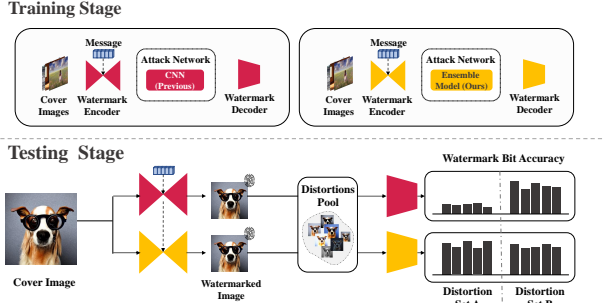 Training Stage
Message
Attack Network
CNN
(Previous)
Cover
Images
Watermark
Encoder
Watermark
Decoder
Message
Attack Network
Ensemble
Model (Ours)
Cover
Images
Watermark
Encoder
Watermark
Decoder
Testing Stage
Watermark Bit Accuracy
Distortions
Pool
Cover Image
Watermarked
Image
Distortion
Set A
Distortion
Set B